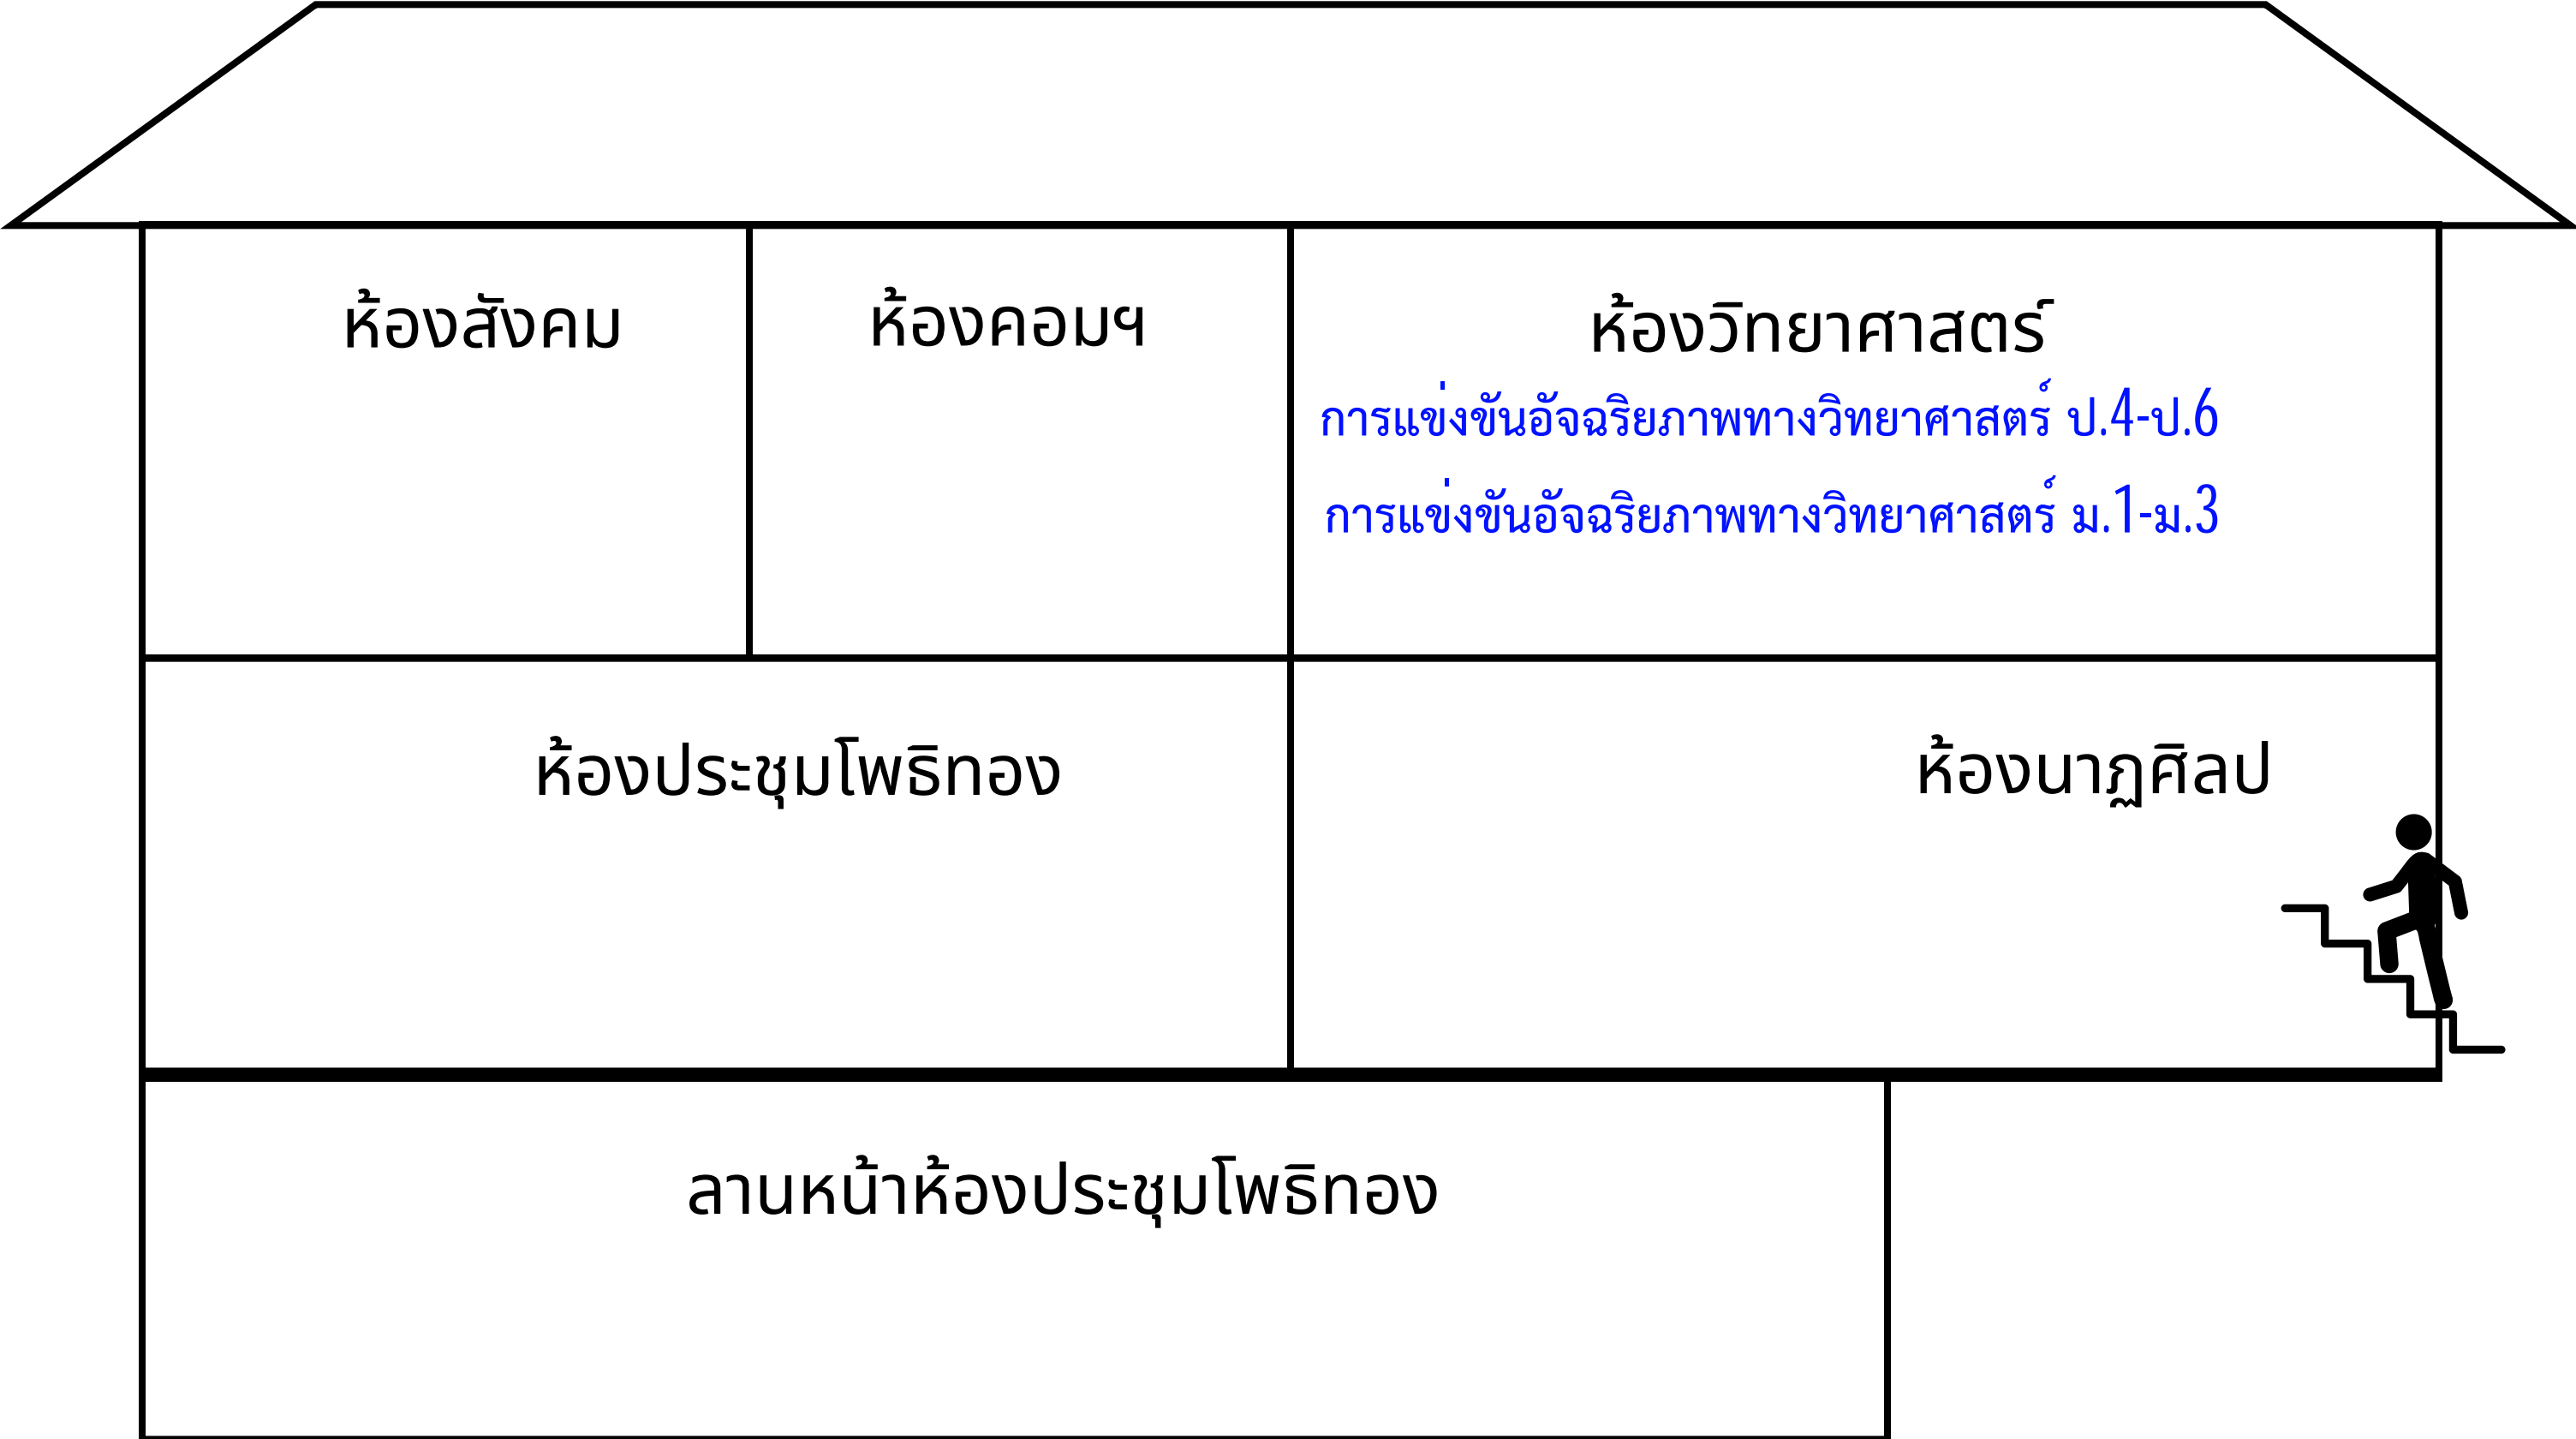 ห้องสังคม
ห้องคอมฯ
ห้องวิทยาศาสตร์
การแข่งขันอัจฉริยภาพทางวิทยาศาสตร์ ป.4-ป.6
การแข่งขันอัจฉริยภาพทางวิทยาศาสตร์ ม.1-ม.3
ห้องประชุมโพธิทอง
ห้องนาฏศิลป
ลานหน้าห้องประชุมโพธิทอง